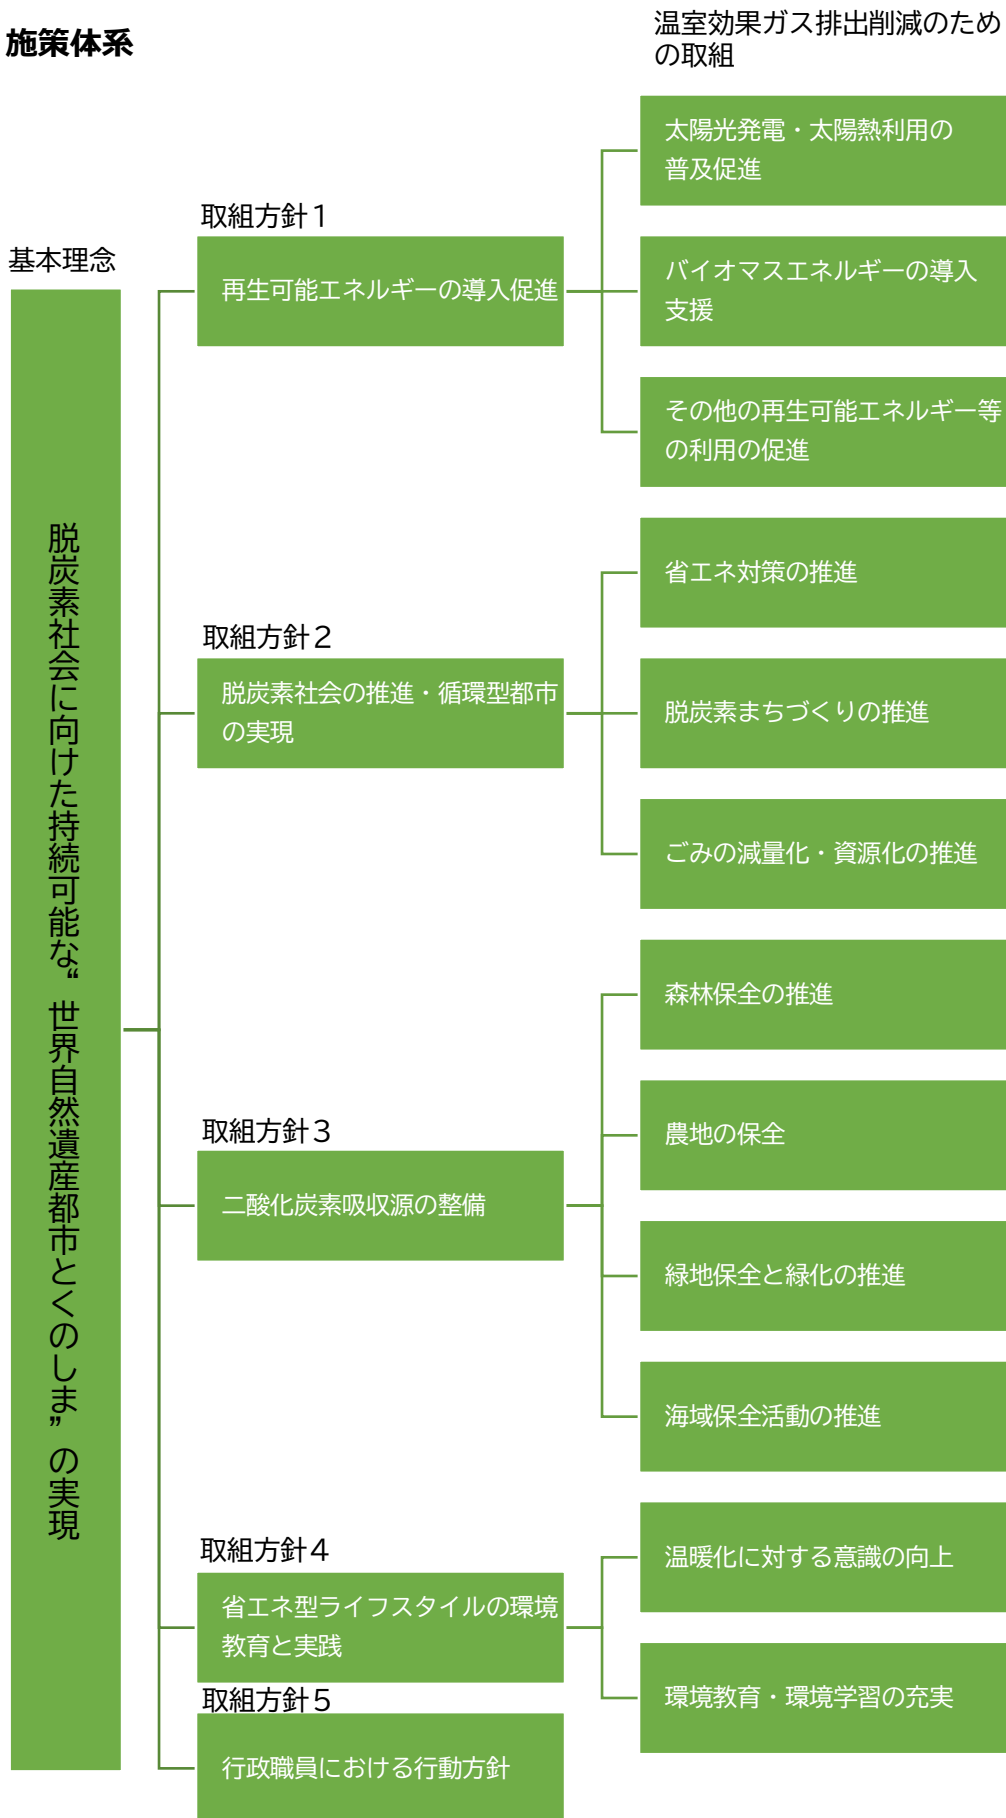 施策体系
温室効果ガス排出削減のため
の取組
基本理念
脱炭素社会に向けた持続可能な“世界自然遺産都市とくのしま”の実現
取組方針1
再生可能エネルギーの導入促進
太陽光発電・太陽熱利用の
普及促進
バイオマスエネルギーの導入
支援
その他の再生可能エネルギー等
の利用の促進
取組方針2
脱炭素社会の推進・循環型都市
の実現
省エネ対策の推進
脱炭素まちづくりの推進
ごみの減量化・資源化の推進
取組方針3
二酸化炭素吸収源の整備
森林保全の推進
農地の保全
緑地保全と緑化の推進
海域保全活動の推進
取組方針4
省エネ型ライフスタイルの環境
教育と実践
温暖化に対する意識の向上
環境教育・環境学習の充実
取組方針5
行政職員における行動方針